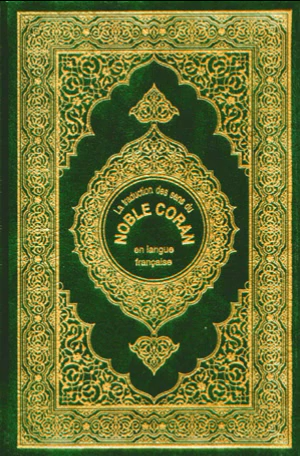 La traduction des sens du
NOBLE CORAN
en langue
française